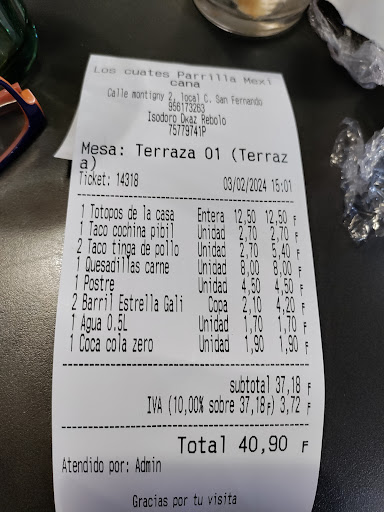 Los cuates Parrilla Mexi
cana
Calle montigny 2, local C. San Fernando
956173263
Isodoro Dƙaz Rebolo
75779741P
Mesa: Terraza 01 (Terraz
a)
Ticket: 14318 03/02/2024 15:01
1 Totopos de la casa Entera 12,50 12,50 F
1 Taco cochina pibil Unidad 2,70 2,70 F
2 Taco tinga de pollo Unidad 2,70 5,40 F
1 Quesadillas carne Unidad 8,00 8,00 F
1 Postre Unidad 4,50 4,50 F
2 Barril Estrella Gali Copa 2,10 4,20 F
1 Agua 0.5L Unidad 1,70 1,70 F
1 Coca cola zero Unidad 1,90 1,90 F
subtotal 37,18 F
IVA (10,00% sobre 37,18F) 3,72 F
Total 40,90 F
Atendido por: Admin
Gracias por tu visita